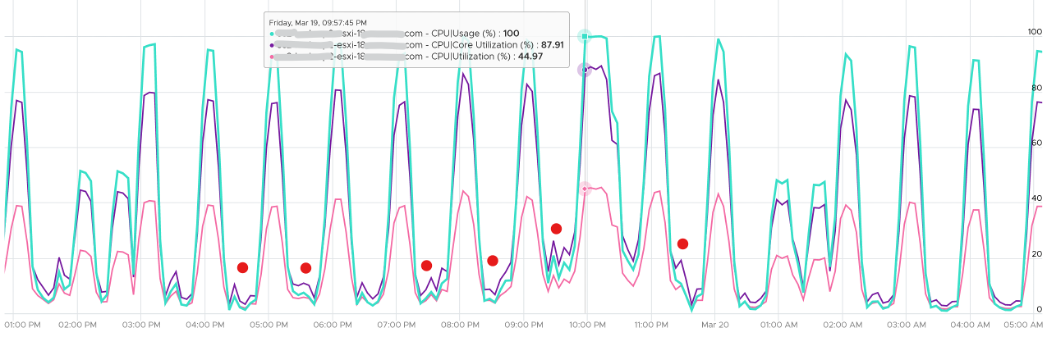 Friday, Mar 19, 09:57:45 PM
-esxi-18 com - CPU|Usage (%) : 100
-esxi-18 com - CPU|Core Utilization (%) : 87.91
-esxi-18 com - CPU|Utilization (%) : 44.97
100
80
60
40
20
0
01:00 PM 02:00 PM 03:00 PM 04:00 PM 05:00 PM 06:00 PM 07:00 PM 08:00 PM 09:00 PM 10:00 PM 11:00 PM Mar 20 01:00 AM 02:00 AM 03:00 AM 04:00 AM 05:00 AM